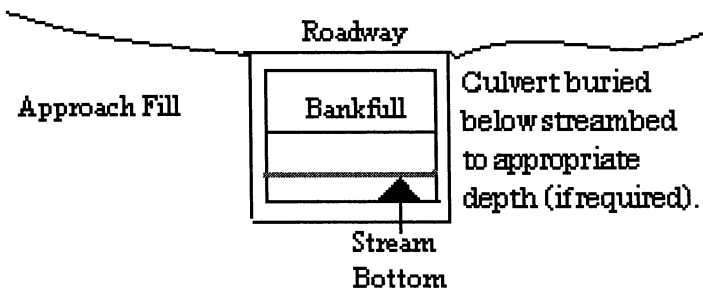 Roadway
Approach Fill
Bankfull
Culvert buried
below streambed
to appropriate
depth (if required).
Stream
Bottom